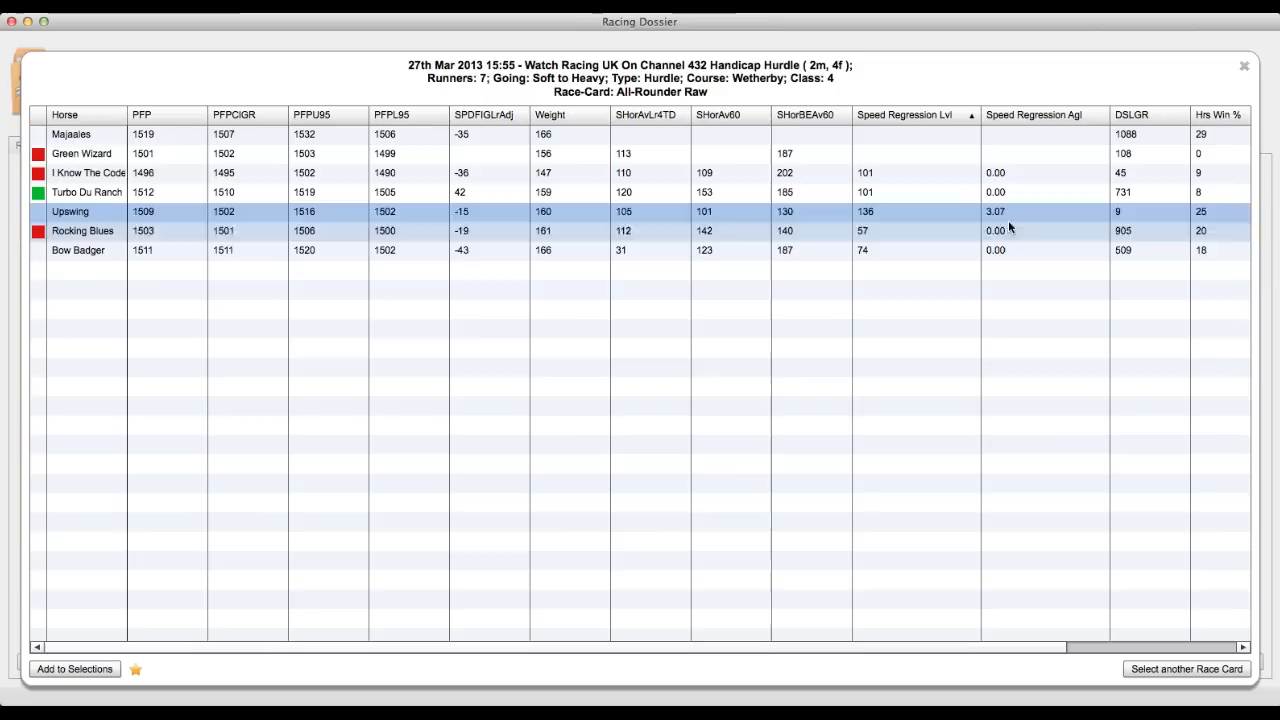 Racing Dossier
27th Mar 2013 15:55 - Watch Racing UK On Channel 432 Handicap Hurdle ( 2m, 4f );
Runners: 7; Going: Soft to Heavy; Type: Hurdle; Course: Wetherby; Class: 4
Race-Card: All-Rounder Raw
Horse PFP PFPCIGR PFPU95 PFPL95 SPDFIGLrAdj Weight SHorAvLr4TD SHorAv60 SHorBEAv60 Speed Regression Lvl Speed Regression Agl DSLGR Hrs Win %
Majaales 1519 1507 1532 1506 -35 166 1088 29
Green Wizard 1501 1502 1503 1499 156 113 187 108 0
I Know The Code 1496 1495 1502 1490 -36 147 110 109 202 101 0.00 45 9
Turbo Du Ranch 1512 1510 1519 1505 42 159 120 153 185 101 0.00 731 8
Upswing 1509 1502 1516 1502 -15 160 105 101 130 136 3.07 9 25
Rocking Blues 1503 1501 1506 1500 -19 161 112 142 140 57 0.00 905 20
Bow Badger 1511 1511 1520 1502 -43 166 31 123 187 74 0.00 509 18
Add to Selections Select another Race Card